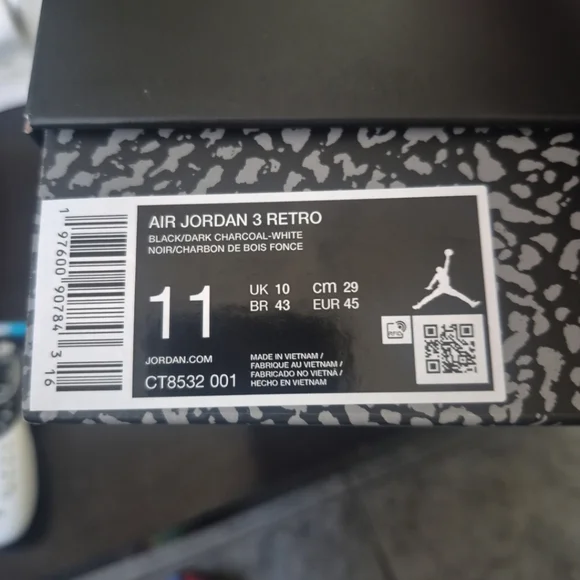 AIR JORDAN 3 RETRO
BLACK/DARK CHARCOAL-WHITE
NOIR/CHARBON DE BOIS FONCE
11
UK 10 cm 29
BR 43 EUR 45
JORDAN.COM
CT8532 001
MADE IN VIETNAM /
FABRIQUE AU VIETNAM /
FABRICADO NO VIETNÃ /
HECHO EN VIETNAM
1 97600 90784 3 16